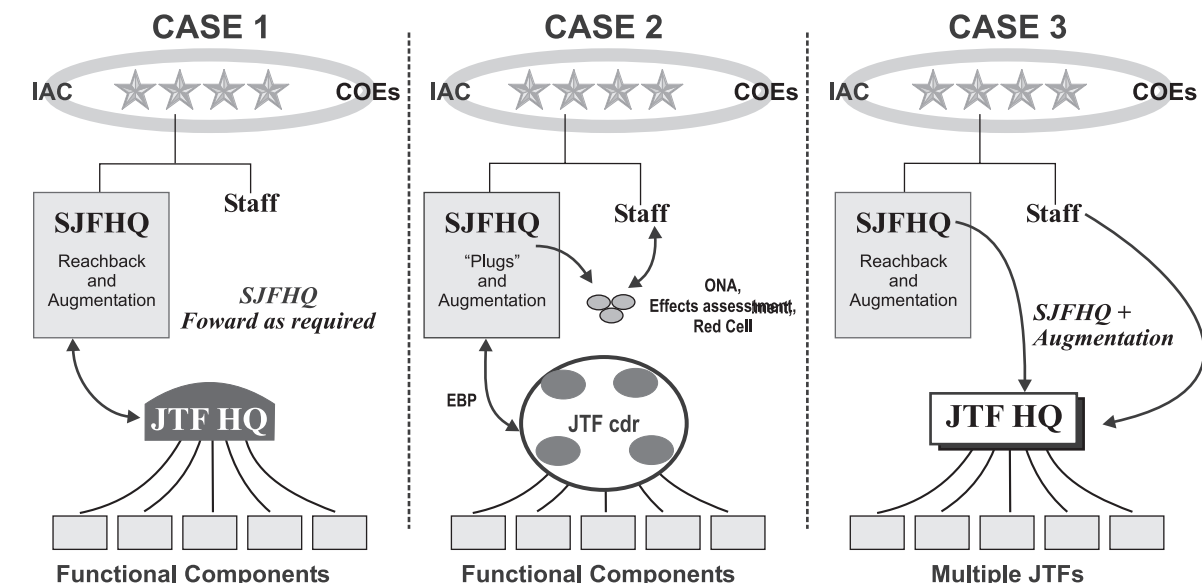 CASE 1
IAC
COEs
SJFHQ
Reachback
and
Augmentation
Staff
SJFHQ
Foward as required
JTF HQ
Functional Components
CASE 2
IAC
COEs
SJFHQ
“Plugs”
and
Augmentation
Staff
ONA,
Effects assessment,
Red Cell
EBP
JTF cdr
Functional Components
CASE 3
IAC
COEs
SJFHQ
Reachback
and
Augmentation
Staff
SJFHQ +
Augmentation
JTF HQ
Multiple JTFs